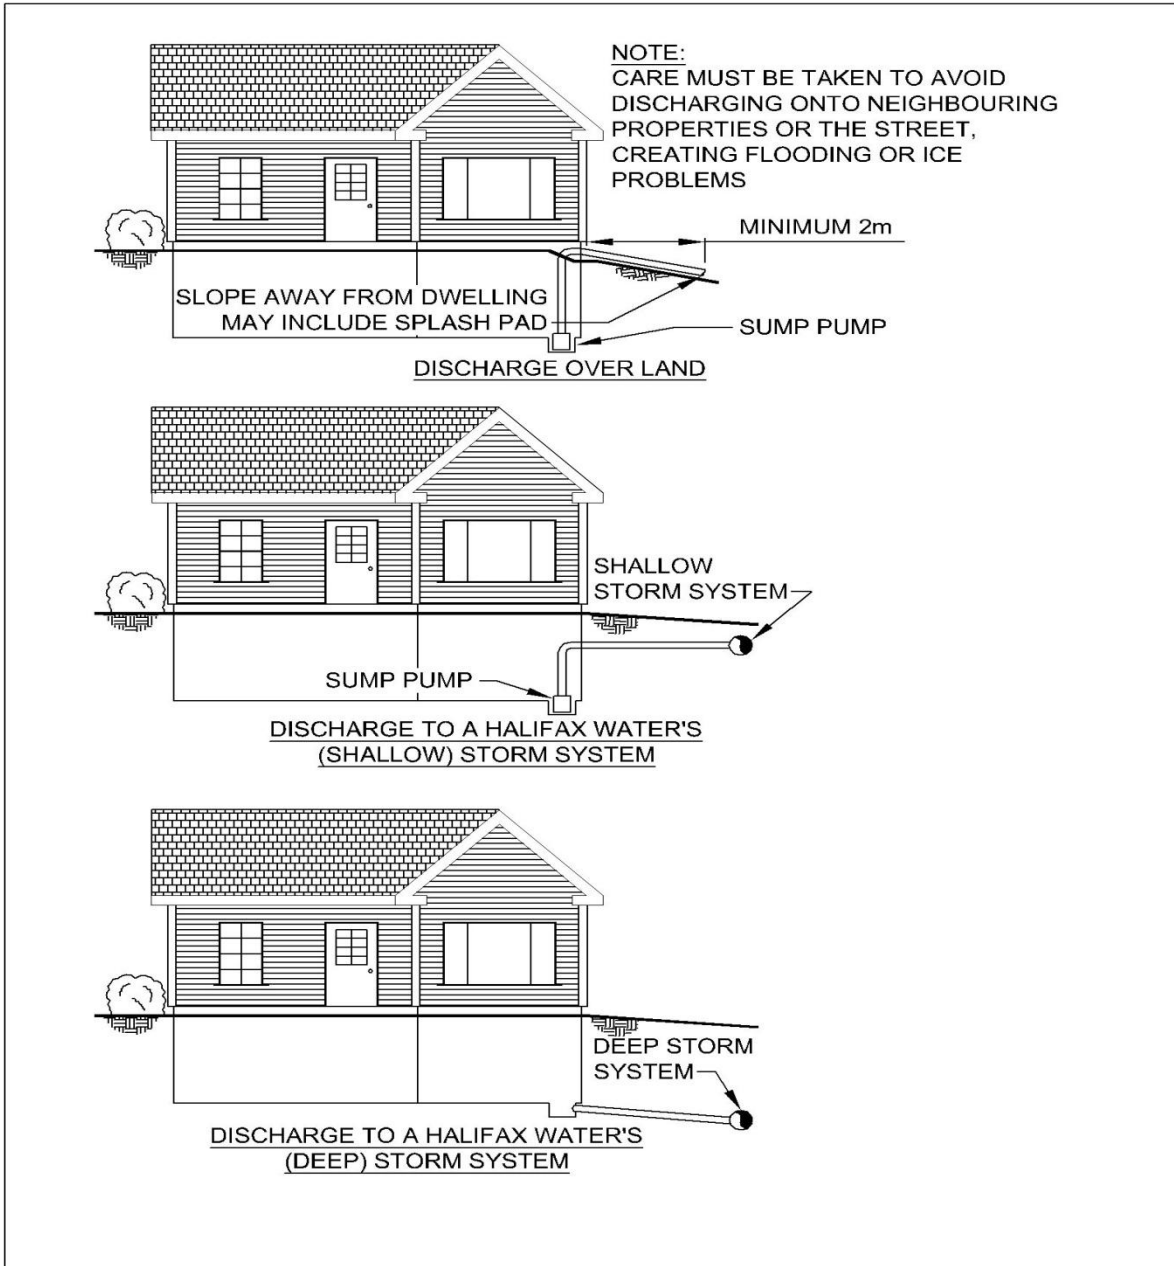 NOTE:
CARE MUST BE TAKEN TO AVOID
DISCHARGING ONTO NEIGHBOURING
PROPERTIES OR THE STREET,
CREATING FLOODING OR ICE
PROBLEMS
MINIMUM 2m
SLOPE AWAY FROM DWELLING
MAY INCLUDE SPLASH PAD
SUMP PUMP
DISCHARGE OVER LAND
SHALLOW
STORM SYSTEM
SUMP PUMP
DISCHARGE TO A HALIFAX WATER'S
(SHALLOW) STORM SYSTEM
DEEP STORM
SYSTEM
DISCHARGE TO A HALIFAX WATER'S
(DEEP) STORM SYSTEM